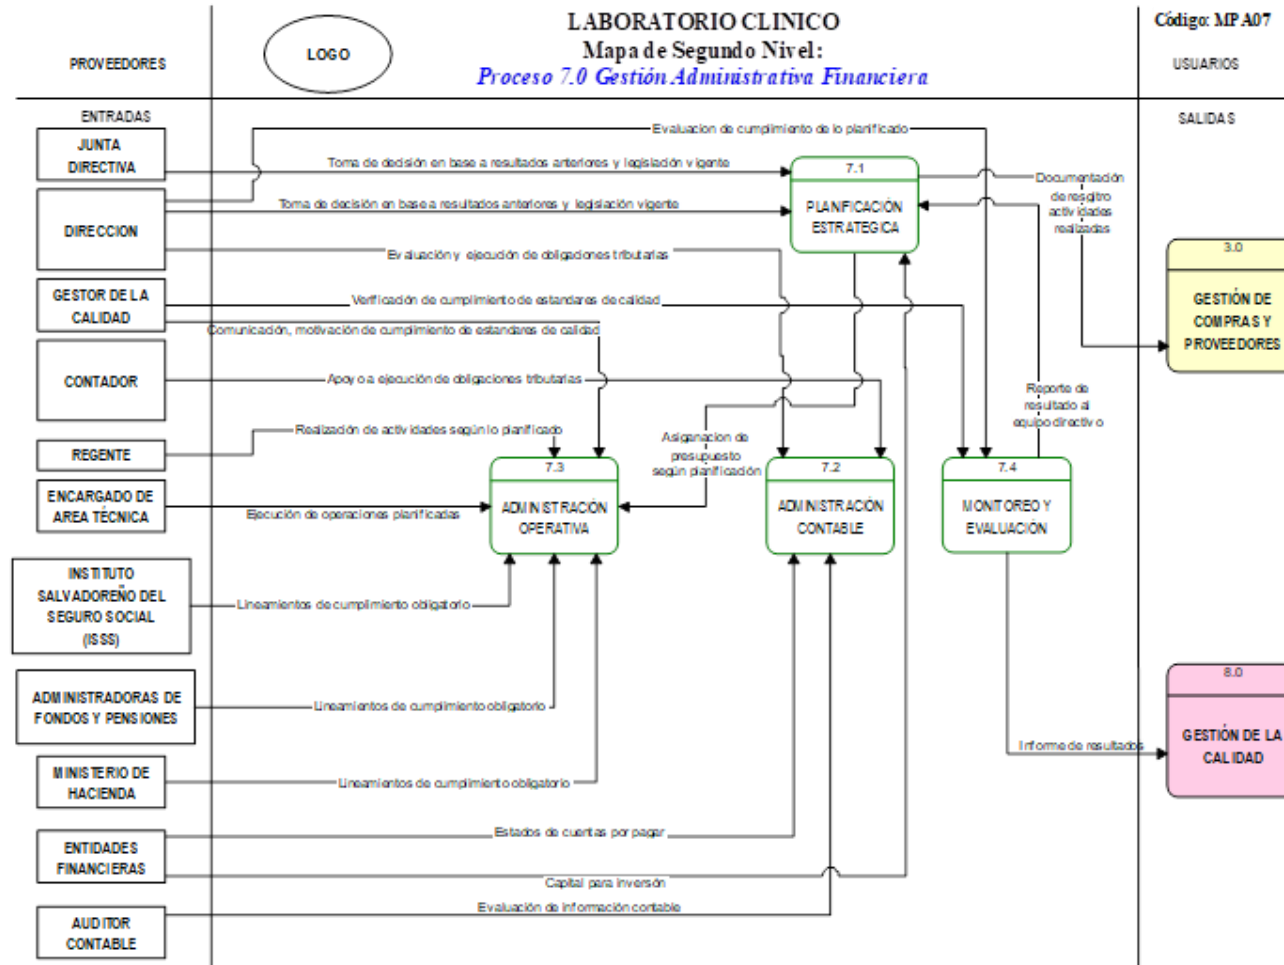 LABORATORIO CLINICO
Código: MPA07
Mapa de Segundo Nivel:
Proceso 7.0 Gestión Administrativa Financiera
PROVEEDORES
LOGO
USUARIOS
ENTRADAS
SALIDAS
JUNTA
DIRECTIVA
Evaluacion de cumplimiento de lo planificado
Toma de decisión en base a resultados anteriores y legislación vigente
7.1
PLANIFICACIÓN
ESTRATEGICA
Documentación
de resgitro
actividades
realizadas
DIRECCION
Toma de decisión en base a resultados anteriores y legislación vigente
Evaluación y ejecución de obligaciones tributarias
3.0
GESTIÓN DE
COMPRAS Y
PROVEEDORES
GESTOR DE LA
CALIDAD
Verificación de cumplimiento de estandares de calidad
Comunicación, motivación de cumplimiento de estandares de calidad
CONTADOR
Apoyo a ejecución de obligaciones tributarias
Reporte de
resultado al
equipo directivo
REGENTE
Realización de actividades según lo planificado
Asiganacion de
presupuesto
según planificación
ENCARGADO DE
AREA TÉCNICA
Ejecución de operaciones planificadas
7.3
ADMINISTRACIÓN
OPERATIVA
7.2
ADMINISTRACIÓN
CONTABLE
7.4
MONITOREO Y
EVALUACIÓN
INSTITUTO
SALVADOREÑO DEL
SEGURO SOCIAL
(ISSS)
Lineamientos de cumplimiento obligatorio
ADMINISTRADORAS DE
FONDOS Y PENSIONES
Lineamientos de cumplimiento obligatorio
8.0
GESTIÓN DE LA
CALIDAD
Informe de resultados
MINISTERIO DE
HACIENDA
Lineamientos de cumplimiento obligatorio
ENTIDADES
FINANCIERAS
Estados de cuentas por pagar
Capital para inversón
AUDITOR
CONTABLE
Evaluación de información contable